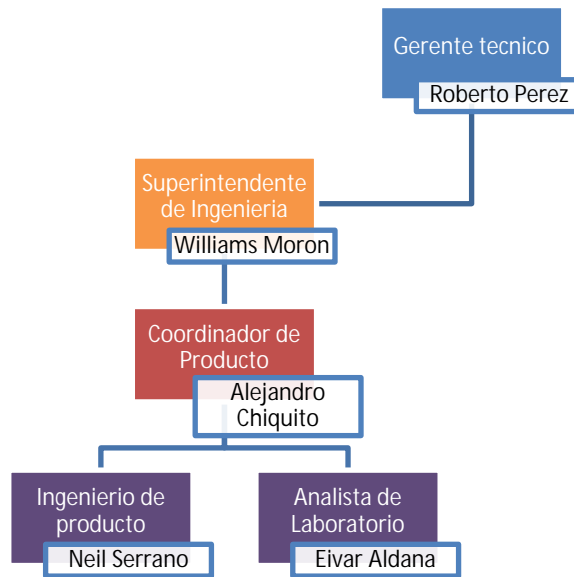 Gerente tecnico
Roberto Perez
Superintendente
de Ingenieria
Williams Moron
Coordinador de
Producto
Alejandro
Chiquito
Ingenierio de
producto
Neil Serrano
Analista de
Laboratorio
Eivar Aldana